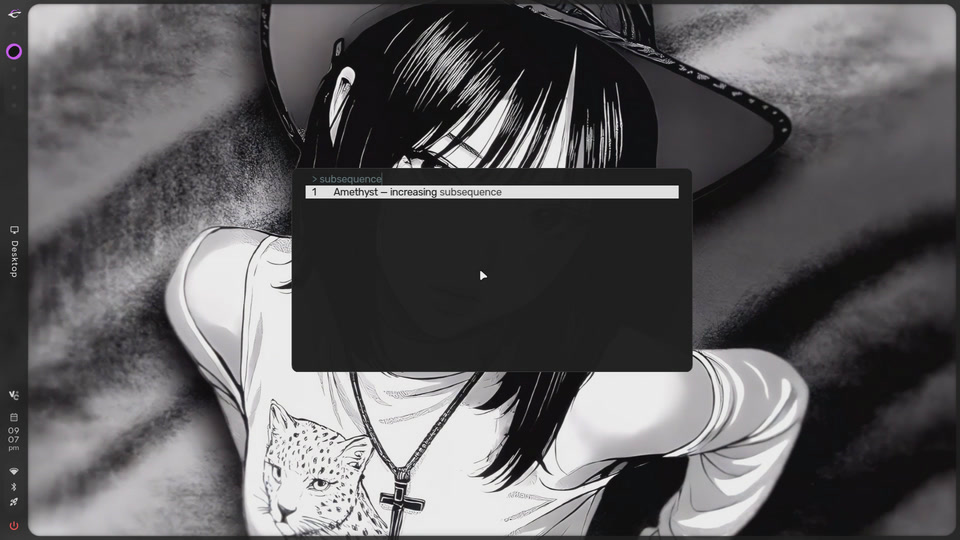 Desktop
09
07
pm
> subsequence
1 Amethyst – increasing subsequence